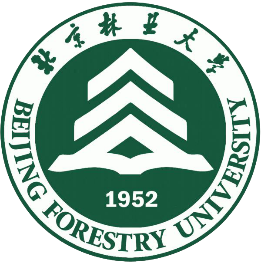 北京林业大学
1952
BEIJING FORESTRY UNIVERSITY